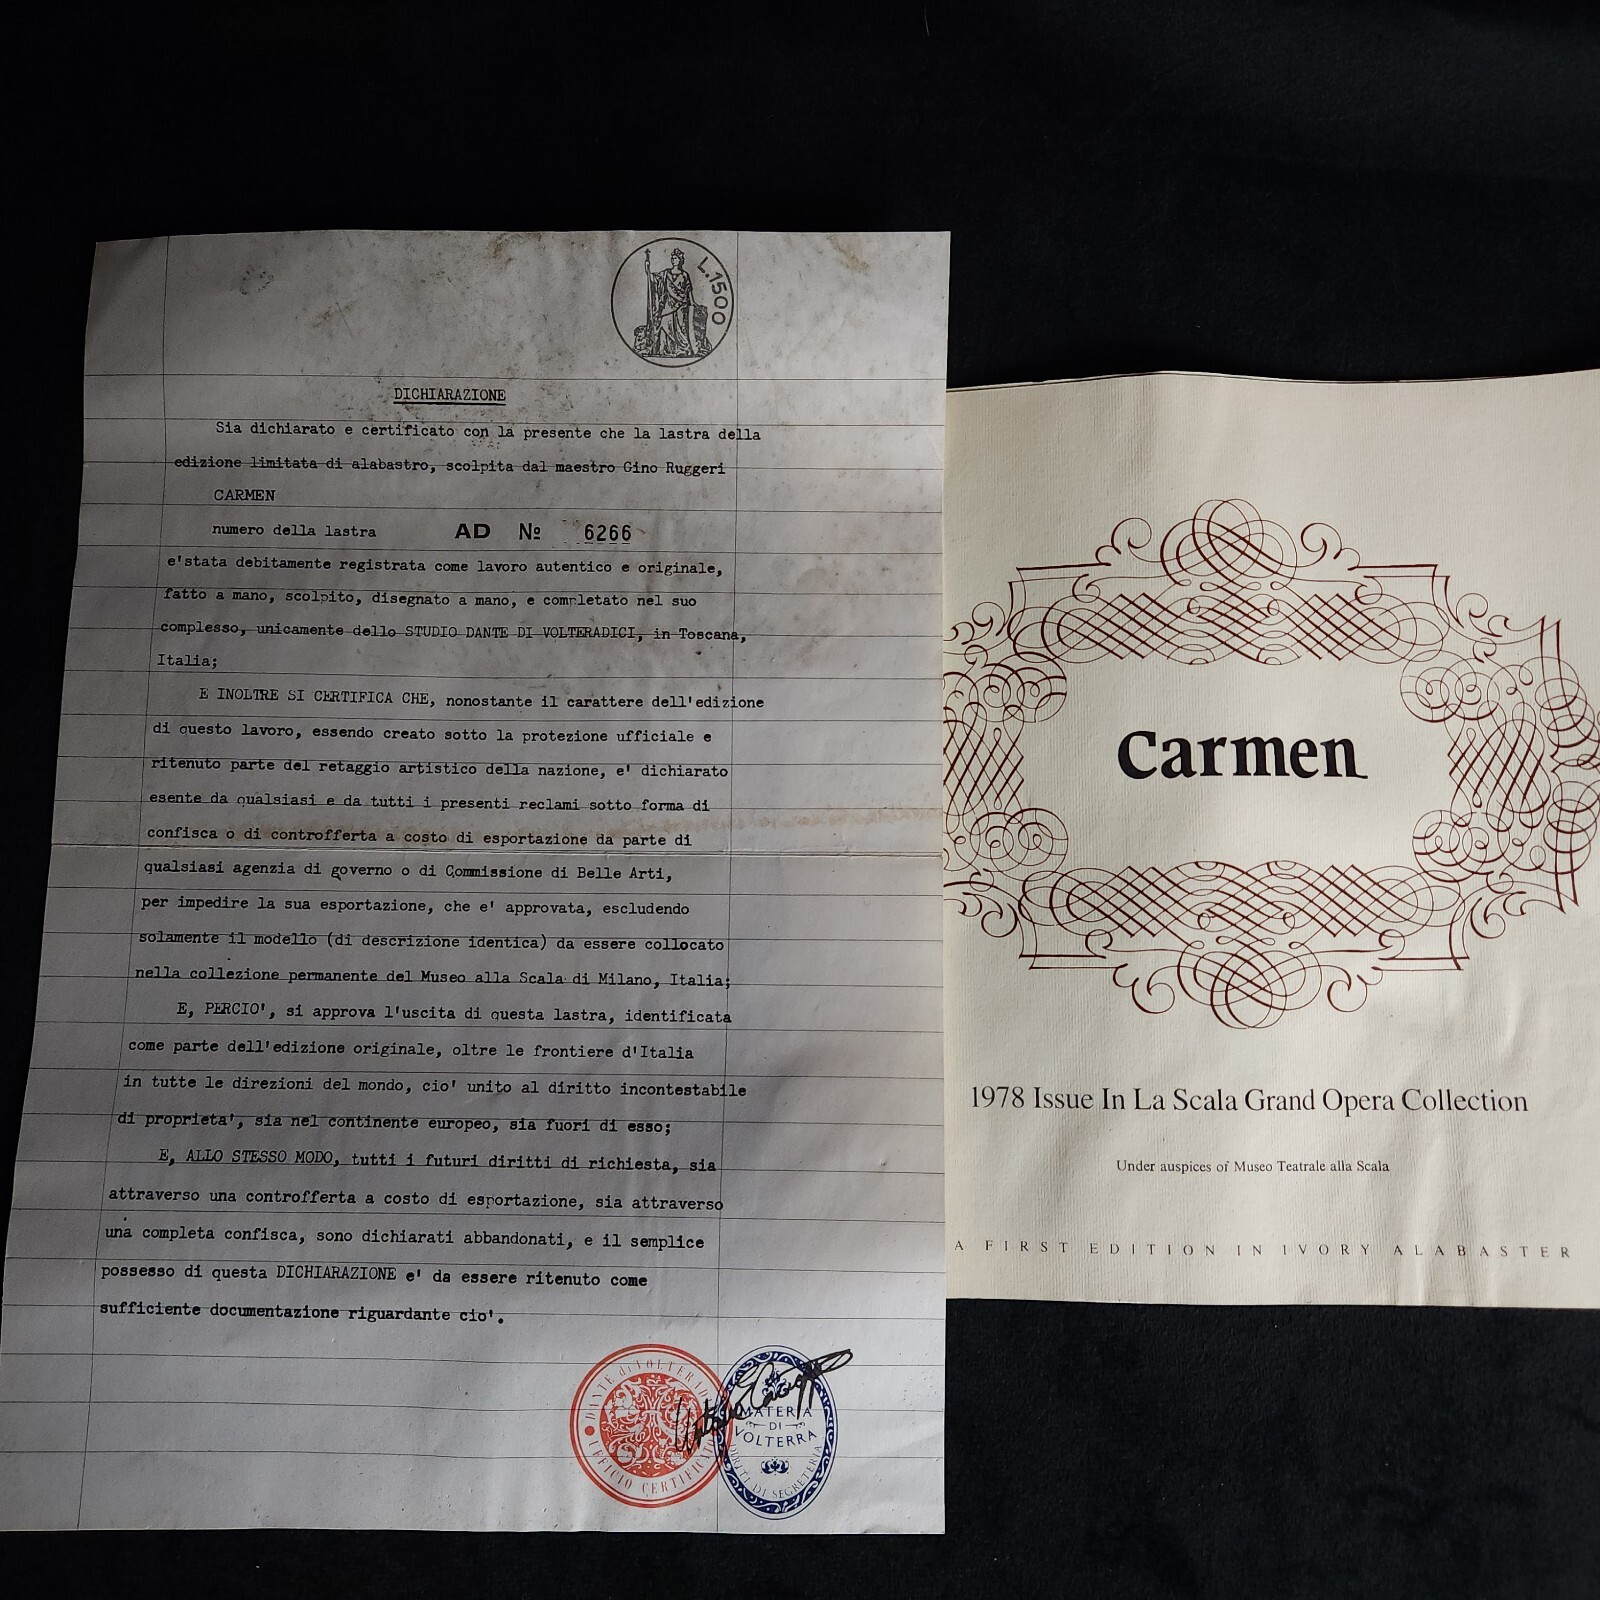 L.1500
DICHIARAZIONE
Sia dichiarato e certificato con la presente che la lastra della
edizione limitata di alabastro, scolpita dal maestro Gino Ruggeri
CARMEN
numero della lastra AD Nº 6266
e'stata debitamente registrata come lavoro autentico e originale,
fatto a mano, scolpito, disegnato a mano, e completato nel suo
complesso, unicamente dello STUDIO DANTE DI VOLTERADICI, in Toscana,
Italia;
E INOLTRE SI CERTIFICA CHE, nonostante il carattere dell'edizione
di questo lavoro, essendo creato sotto la protezione ufficiale e
ritenuto parte del retaggio artistico della nazione, e' dichiarato
esente da qualsiasi e da tutti i presenti reclami sotto forma di
confisca o di controfferta a costo di esportazione da parte di
qualsiasi agenzia di governo o di Commissione di Belle Arti,
per impedire la sua esportazione, che e' approvata, escludendo
solamente il modello (di descrizione identica) da essere collocato
nella collezione permanente del Museo alla Scala di Milano, Italia;
E, PERCIO', si approva l'uscita di questa lastra, identificata
come parte dell'edizione originale, oltre le frontiere d'Italia
in tutte le direzioni del mondo, cio' unito al diritto incontestabile
di proprieta', sia nel continente europeo, sia fuori di esso;
E, ALLO STESSO MODO, tutti i futuri diritti di richiesta, sia
attraverso una controfferta a costo di esportazione, sia attraverso
una completa confisca, sono dichiarati abbandonati, e il semplice
possesso di questa DICHIARAZIONE e' da essere ritenuto come
sufficiente documentazione riguardante cio'.
DANTE di VOLTERADICI
UFFICIO CERTIFICATO
MATERIA
DI
VOLTERRA
DIRITTI DI SEGRETERIA
Carmen
1978 Issue In La Scala Grand Opera Collection
Under auspices of Museo Teatrale alla Scala
A FIRST EDITION IN IVORY ALABASTER